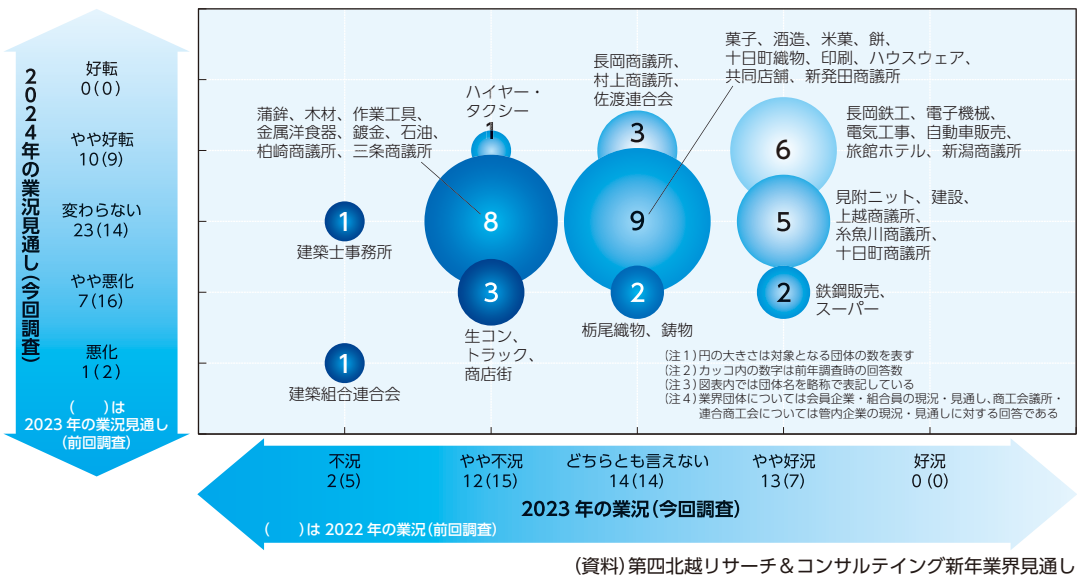 2024年の業況見通し(今回調査)
好転
0(0)
やや好転
10(9)
変わらない
23(14)
やや悪化
7(16)
悪化
1(2)
(　　)は
2023年の業況見通し
(前回調査)
蒲鉾、木材、作業工具、
金属洋食器、鍍金、石油、
柏崎商議所、三条商議所
ハイヤー・
タクシー
1
長岡商議所、
村上商議所、
佐渡連合会
3
菓子、酒造、米菓、餅、
十日町織物、印刷、ハウスウェア、
共同店舗、新発田商議所
6
長岡鉄工、電子機械、
電気工事、自動車販売、
旅館ホテル、新潟商議所
1
建築士事務所
8
9
5
見附ニット、建設、
上越商議所、
糸魚川商議所、
十日町商議所
3
生コン、
トラック、
商店街
2
栃尾織物、鋳物
2
鉄鋼販売、
スーパー
1
建築組合連合会
(注1)円の大きさは対象となる団体の数を表す
(注2)カッコ内の数字は前年調査時の回答数
(注3)図表内では団体名を略称で表記している
(注4)業界団体については会員企業・組合員の現況・見通し、商工会議所・
連合商工会については管内企業の現況・見通しに対する回答である
不況
2(5)
やや不況
12(15)
どちらとも言えない
14(14)
やや好況
13(7)
好況
0(0)
2023年の業況(今回調査)
(　　)は2022年の業況(前回調査)
(資料)第四北越リサーチ&コンサルテイング新年業界見通し